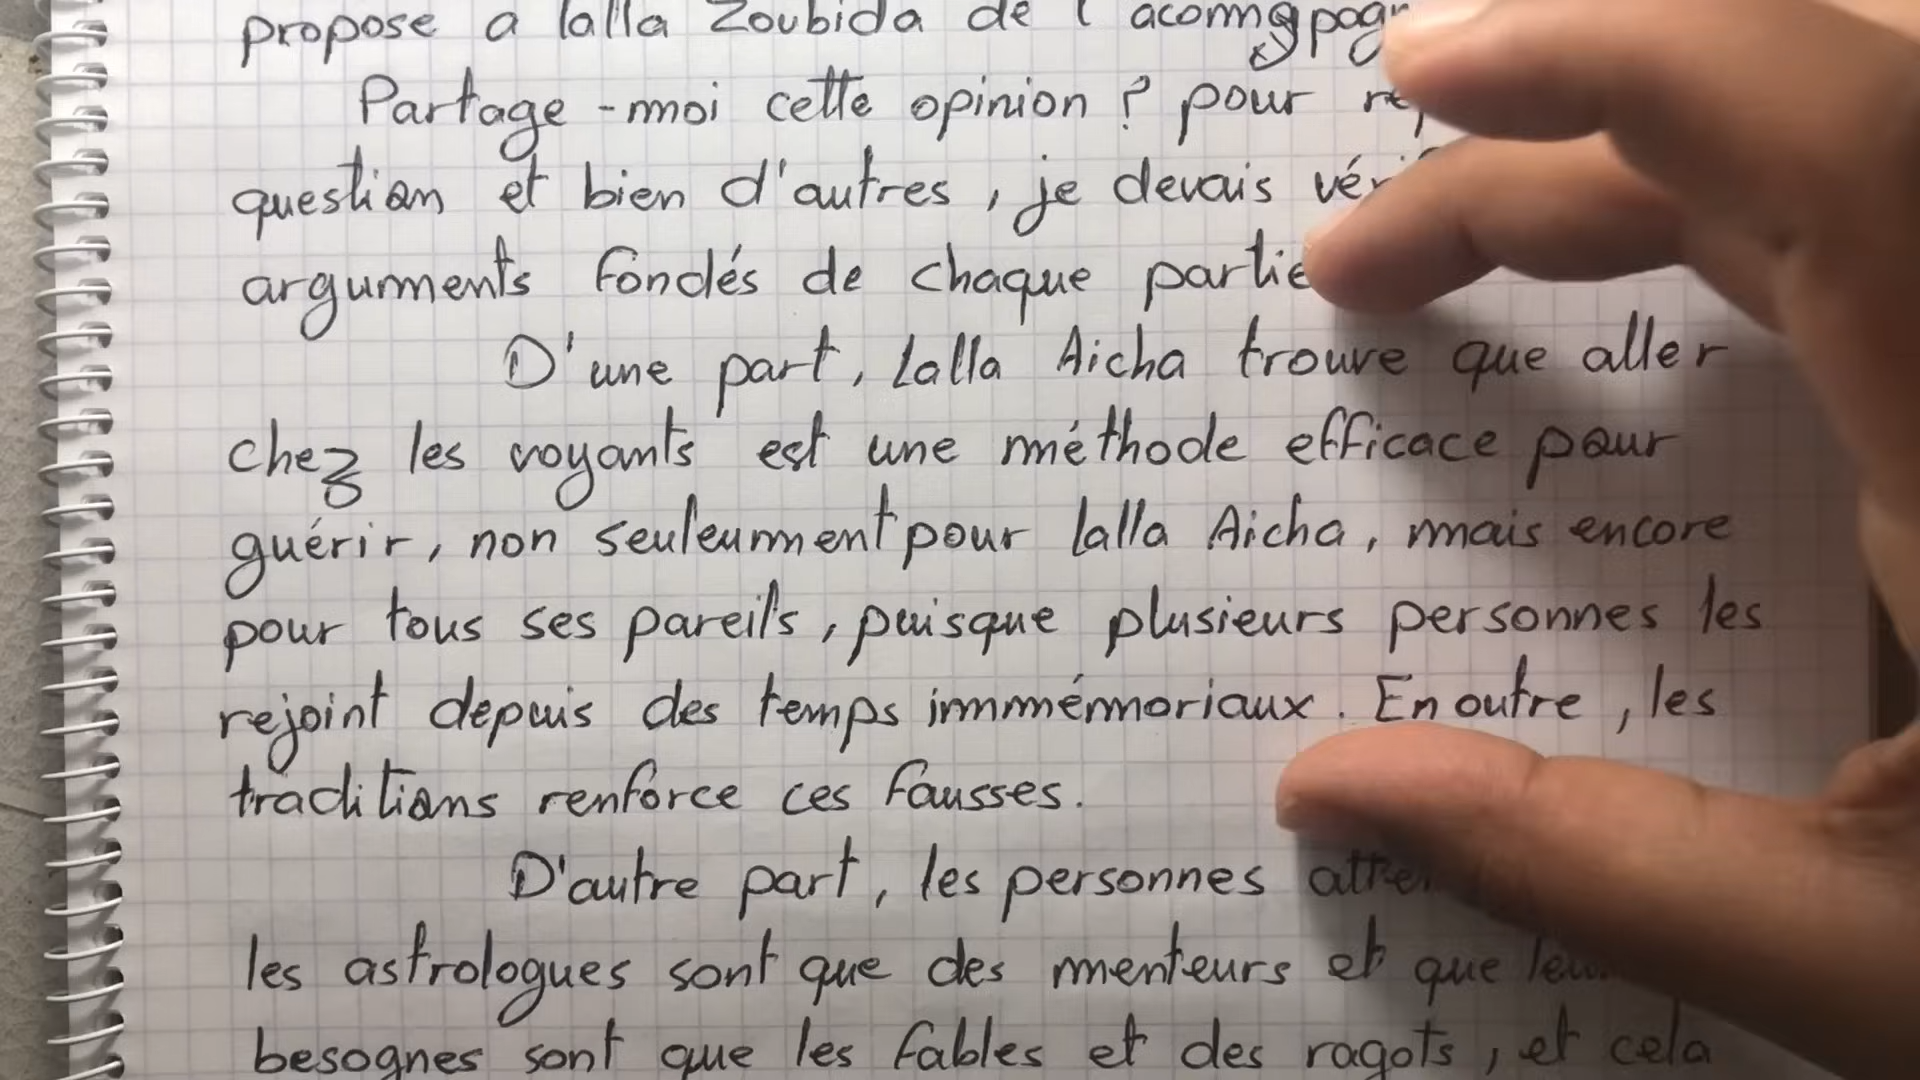 propose a lalla Zoubida de l'
Partage-moi cette opinion ? pour
question et bien d'autres, je devais
arguments fondés de chaque partie
D'une part, Lalla Aicha trouve que aller
chez les voyants est une méthode efficace pour
guérir, non seuleument pour lalla Aicha, mais encore
pour tous ses pareils, puisque plusieurs personnes les
rejoint depuis des temps immémoriaux. En outre, les
traditions renforce ces fausses.
D'autre part, les personnes
les astrologues sont que des menteurs et que
besognes sont que les fables et des ragots, et cela